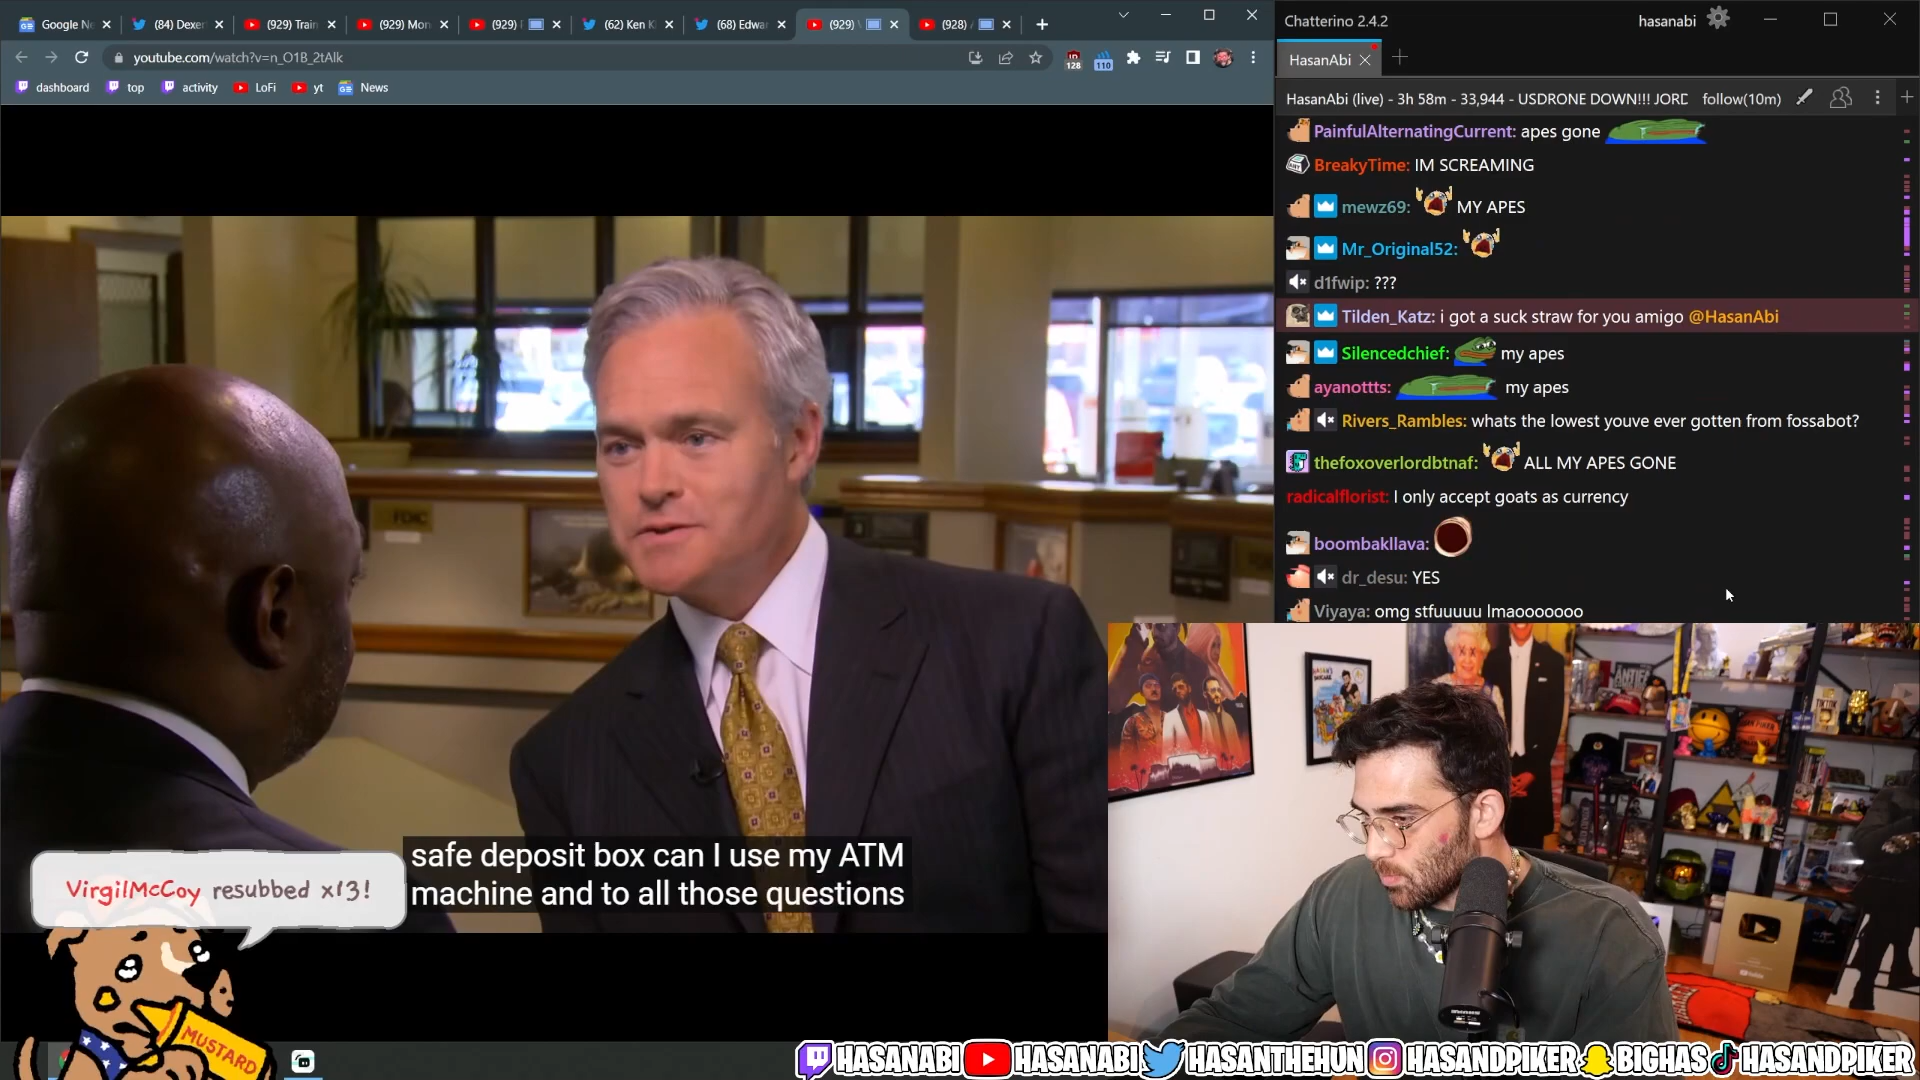 Google Ne
(84) Dexer
(929) Train
(929) Mon
(929)
(62) Ken K
(68) Edwa
(929)
(928)
youtube.com/watch?v=n_O1B_2tAlk
128
110
dashboard
top
activity
LoFi
yt
News
Chatterino 2.4.2
hasanabi
HasanAbi
HasanAbi (live) - 3h 58m - 33,944 - USDRONE DOWN!!! JORD
follow(10m)
PainfulAlternatingCurrent: apes gone
BreakyTime: IM SCREAMING
mewz69: MY APES
Mr_Original52:
d1fwip: ???
Tilden_Katz: i got a suck straw for you amigo @HasanAbi
Silencedchief: my apes
ayanottts: my apes
Rivers_Rambles: whats the lowest youve ever gotten from fossabot?
thefoxoverlordbtnaf: ALL MY APES GONE
radicalflorist: I only accept goats as currency
boombakllava:
dr_desu: YES
Viyaya: omg stfuuuuu lmaooooooo
FDIC
safe deposit box can I use my ATM
machine and to all those questions
VirgilMcCoy resubbed x13!
MUSTARD
HASANABI
HASANABI
HASANTHEHUN
HASANDPIKER
BIGHAS
HASANDPIKER